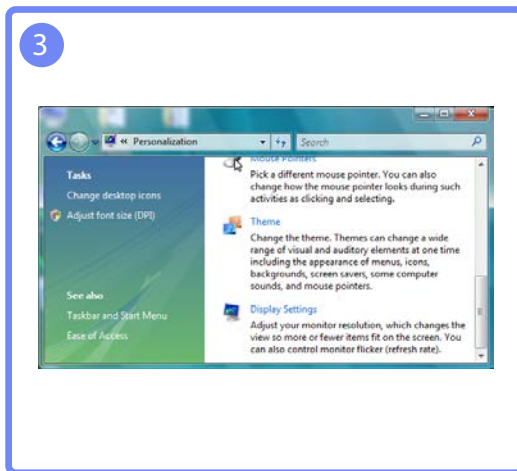 3
« Personalization
Search
Tasks
Change desktop icons
Adjust font size (DPI)
See also
Taskbar and Start Menu
Ease of Access
Mouse Pointers
Pick a different mouse pointer. You can also
change how the mouse pointer looks during such
activities as clicking and selecting.
Theme
Change the theme. Themes can change a wide
range of visual and auditory elements at one time
including the appearance of menus, icons,
backgrounds, screen savers, some computer
sounds, and mouse pointers.
Display Settings
Adjust your monitor resolution, which changes the
view so more or fewer items fit on the screen. You
can also control monitor flicker (refresh rate).